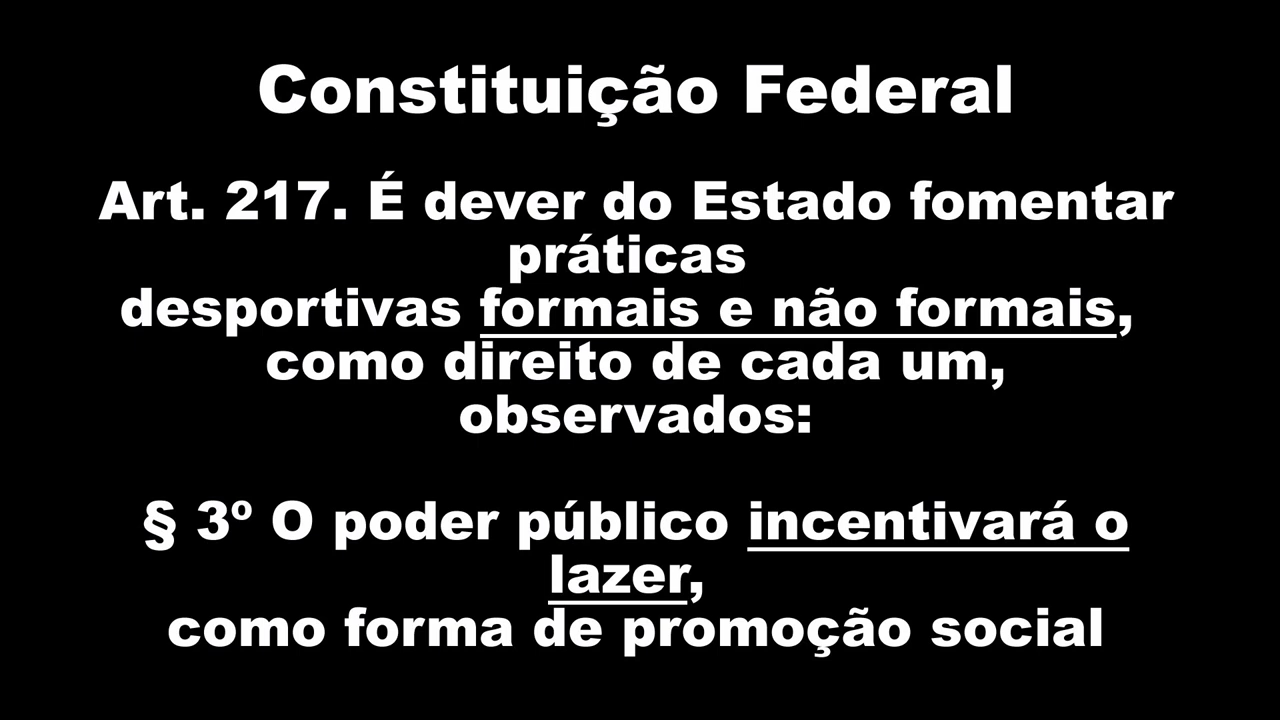 Constituição Federal
Art. 217. É dever do Estado fomentar
práticas
desportivas formais e não formais,
como direito de cada um,
observados:
§ 3º O poder público incentivará o
lazer,
como forma de promoção social